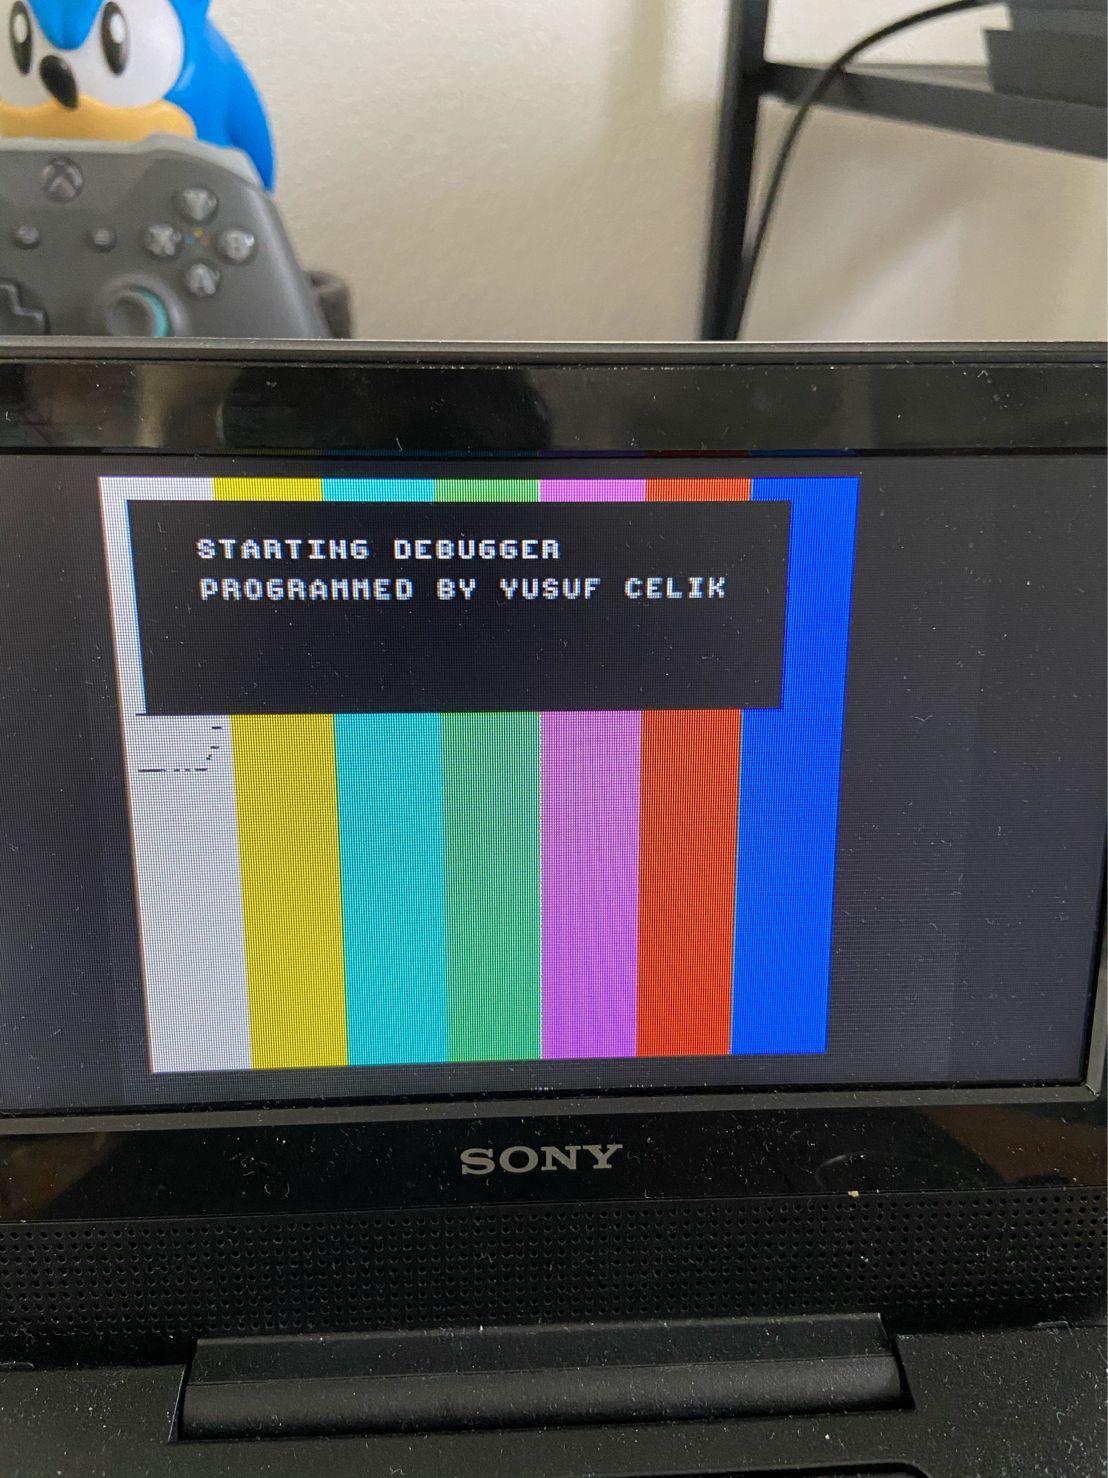 Y
X B
A
STARTING DEBUGGER
PROGRAMMED BY YUSUF CELIK
SONY